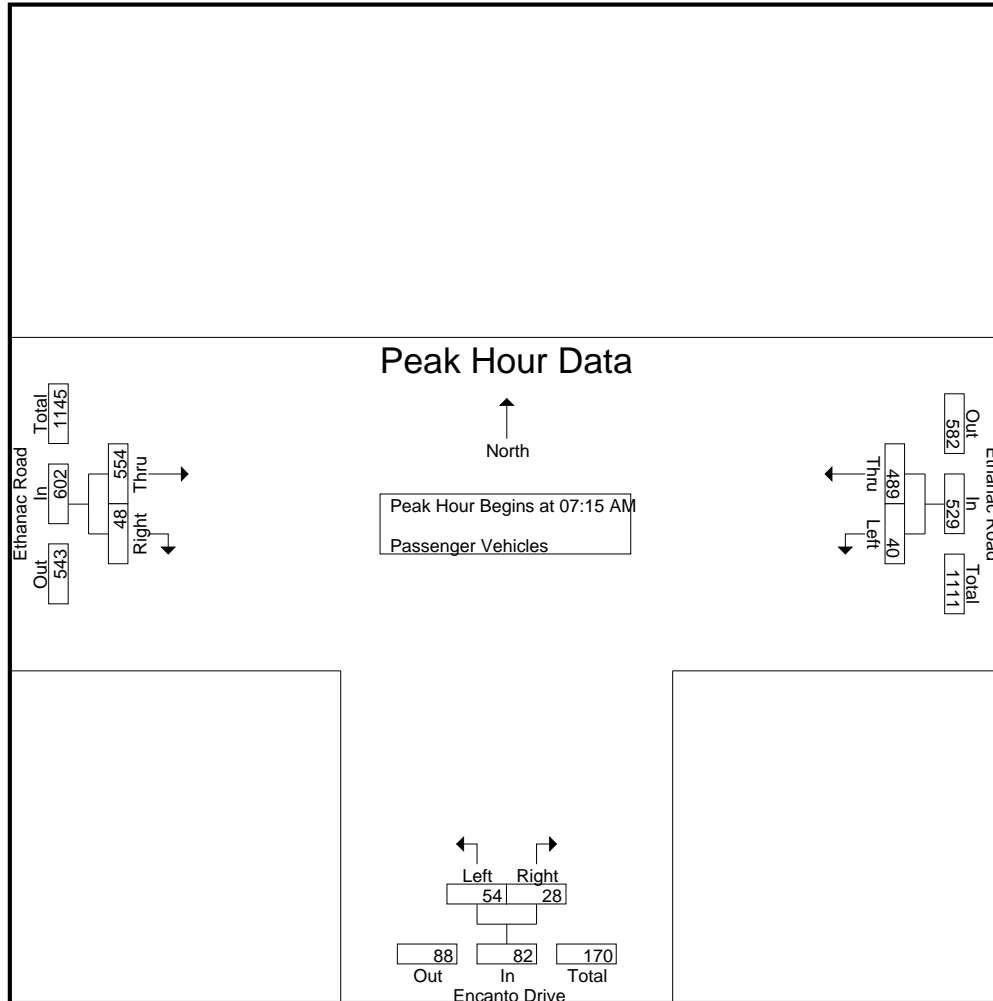 Peak Hour Data
North
Peak Hour Begins at 07:15 AM
Passenger Vehicles
Ethanac Road
Total
1145
In
602
Out
543
554
Thru
48
Right
Ethanac Road
Out
582
In
529
Total
1111
Thru
489
Left
40
Left Right
54 28
88 82 170
Out In Total
Encanto Drive